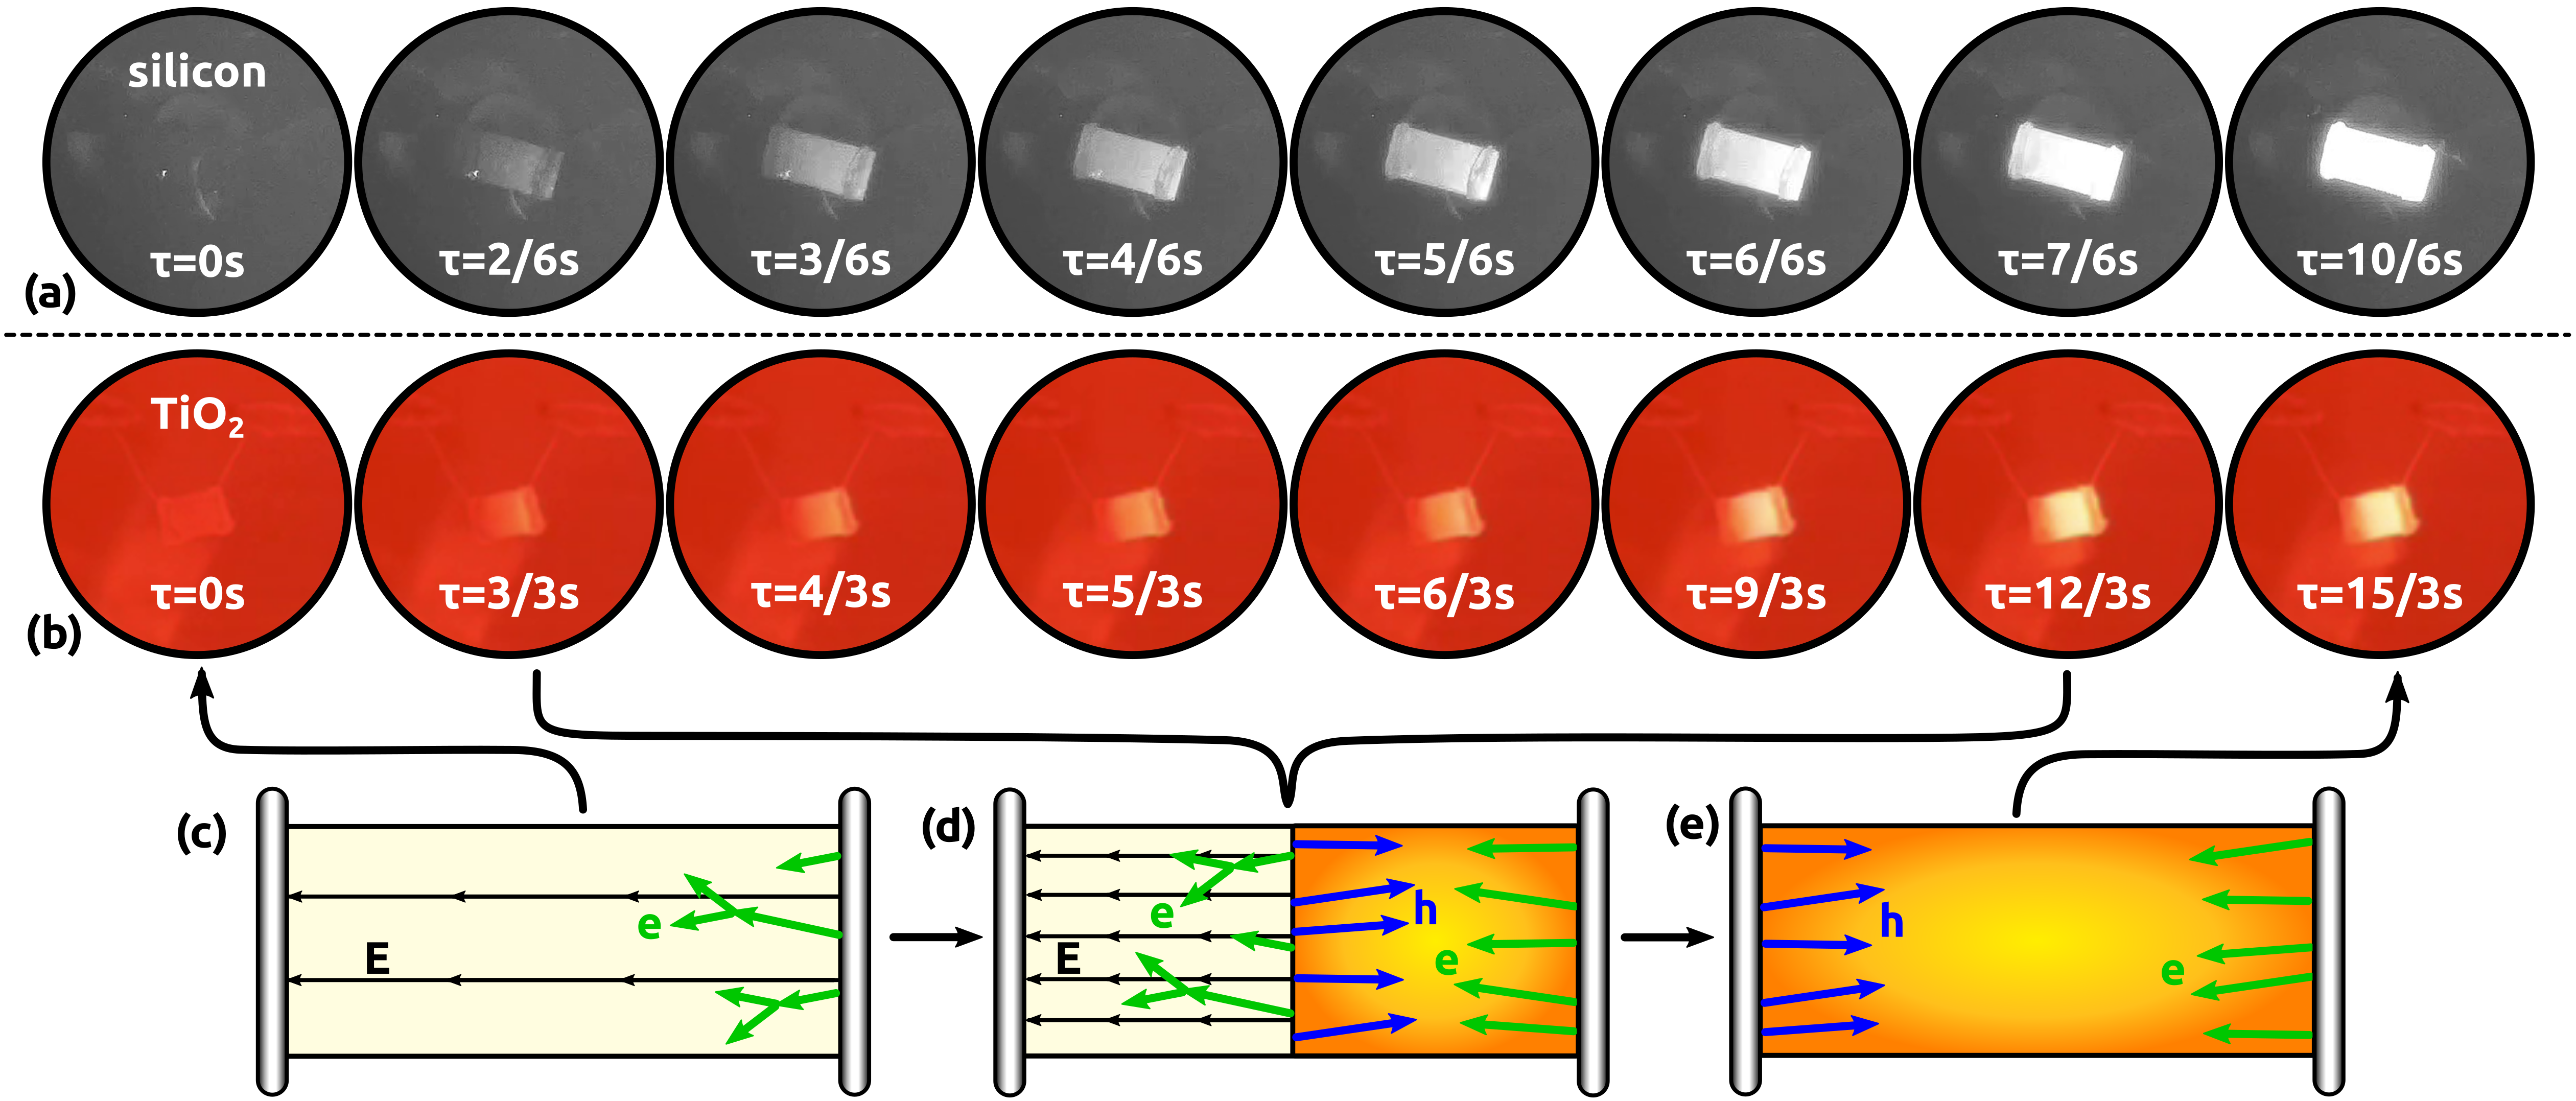 silicon
τ=0s
τ=2/6s
τ=3/6s
τ=4/6s
τ=5/6s
τ=6/6s
τ=7/6s
τ=10/6s
(a)
TiO₂
τ=0s
τ=3/3s
τ=4/3s
τ=5/3s
τ=6/3s
τ=9/3s
τ=12/3s
τ=15/3s
(b)
(c)
e
E
(d)
e
E
h
e
(e)
h
e